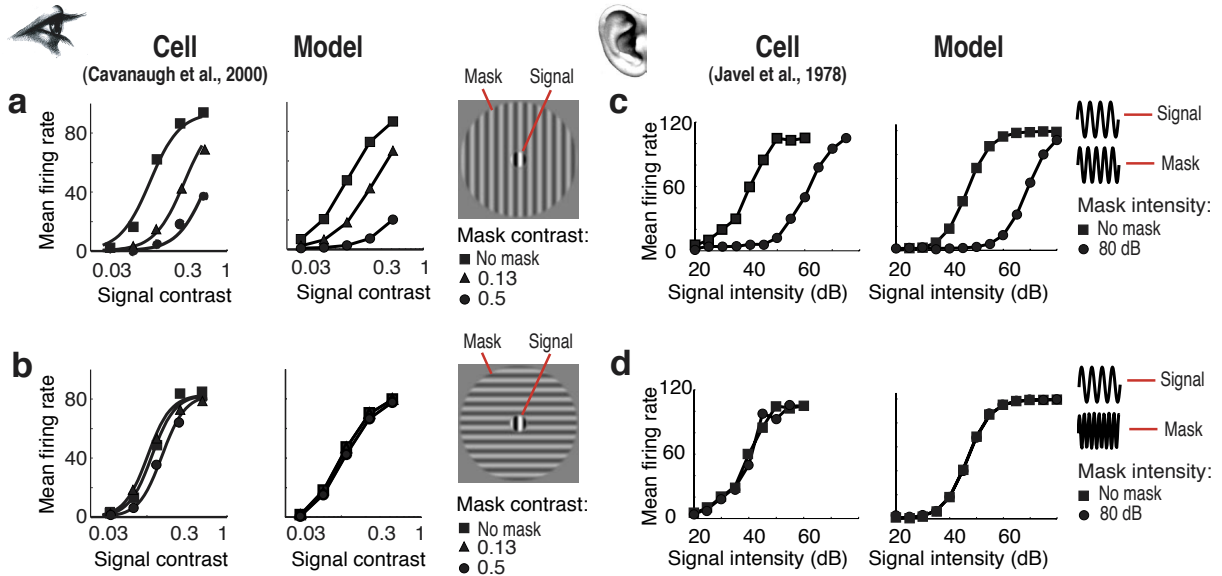 Cell
Model
(Cavanaugh et al., 2000)
Cell
Model
(Javel et al., 1978)
a
Mean firing rate
80
40
0
0.03
0.3
1
Signal contrast
0.03
0.3
1
Signal contrast
Mask
Signal
Mask contrast:
No mask
0.13
0.5
c
Mean firing rate
120
60
0
20
40
60
Signal intensity (dB)
20
40
60
Signal intensity (dB)
Signal
Mask
Mask intensity:
No mask
80 dB
b
Mean firing rate
80
40
0
0.03
0.3
1
Signal contrast
0.03
0.3
1
Signal contrast
Mask
Signal
Mask contrast:
No mask
0.13
0.5
d
Mean firing rate
120
60
0
20
40
60
Signal intensity (dB)
20
40
60
Signal intensity (dB)
Signal
Mask
Mask intensity:
No mask
80 dB